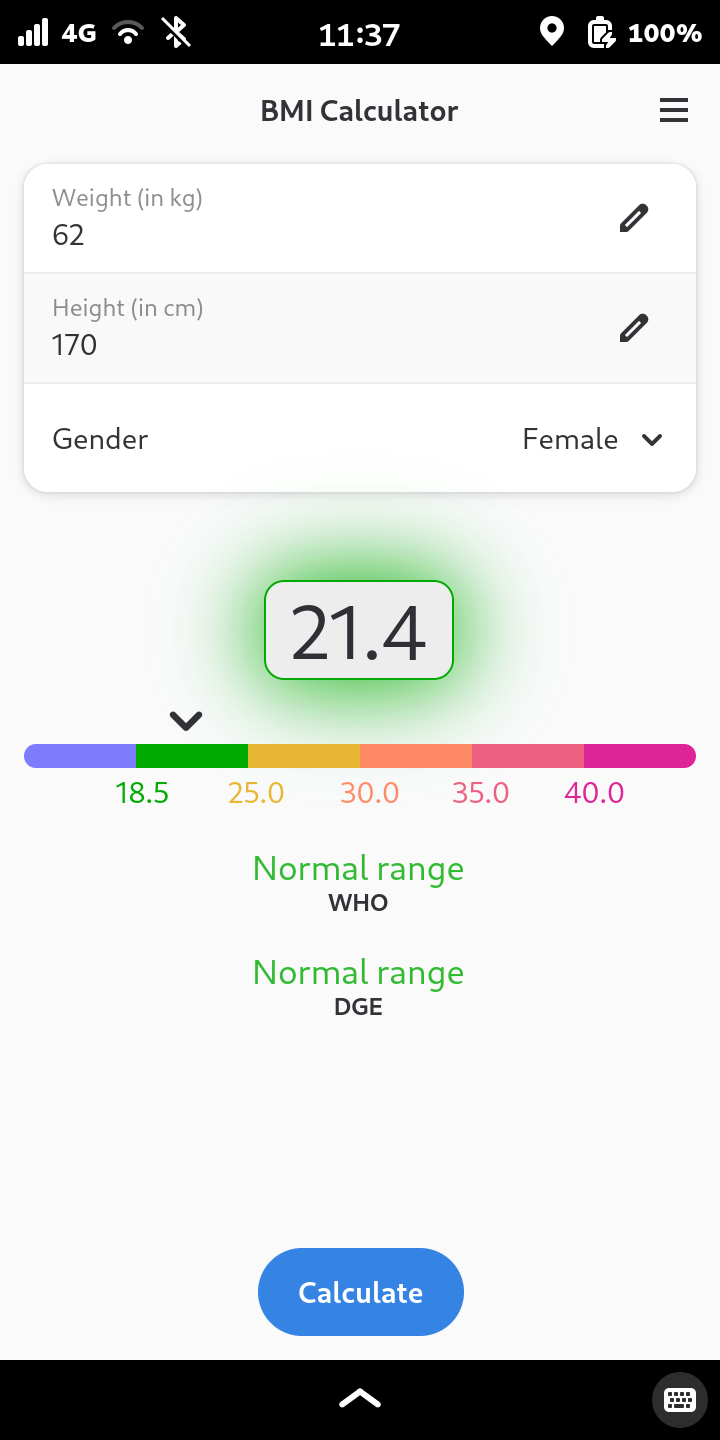 4G 11:37 100%
BMI Calculator
Weight (in kg)
62
Height (in cm)
170
Gender Female
21.4
18.5 25.0 30.0 35.0 40.0
Normal range
WHO
Normal range
DGE
Calculate